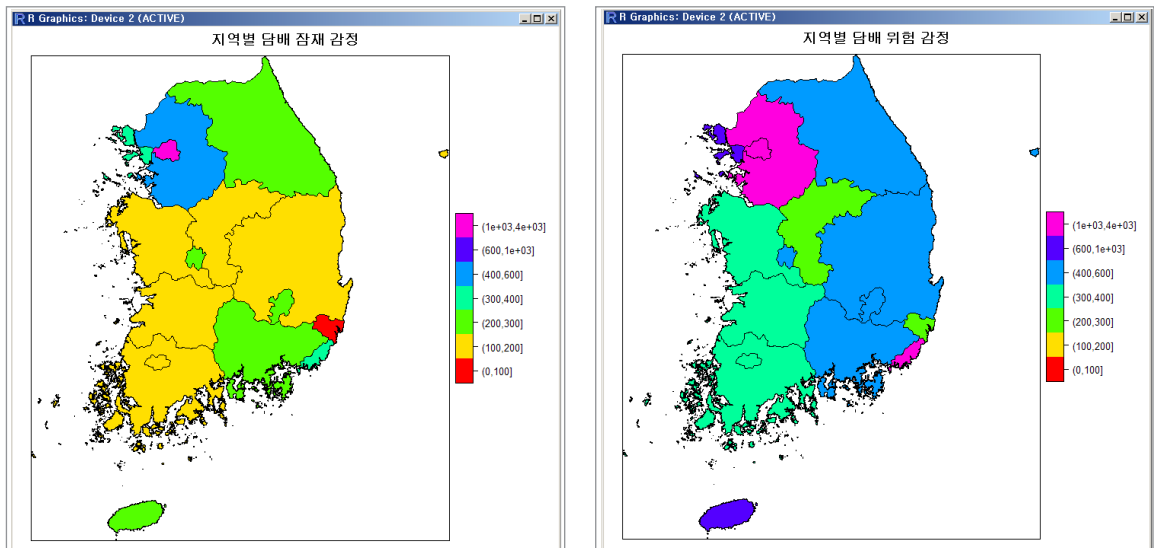 R Graphics: Device 2 (ACTIVE)
지역별 담배 잠재 감정
(1e+03,4e+03]
(600,1e+03]
(400,600]
(300,400]
(200,300]
(100,200]
(0,100]
R Graphics: Device 2 (ACTIVE)
지역별 담배 위험 감정
(1e+03,4e+03]
(600,1e+03]
(400,600]
(300,400]
(200,300]
(100,200]
(0,100]